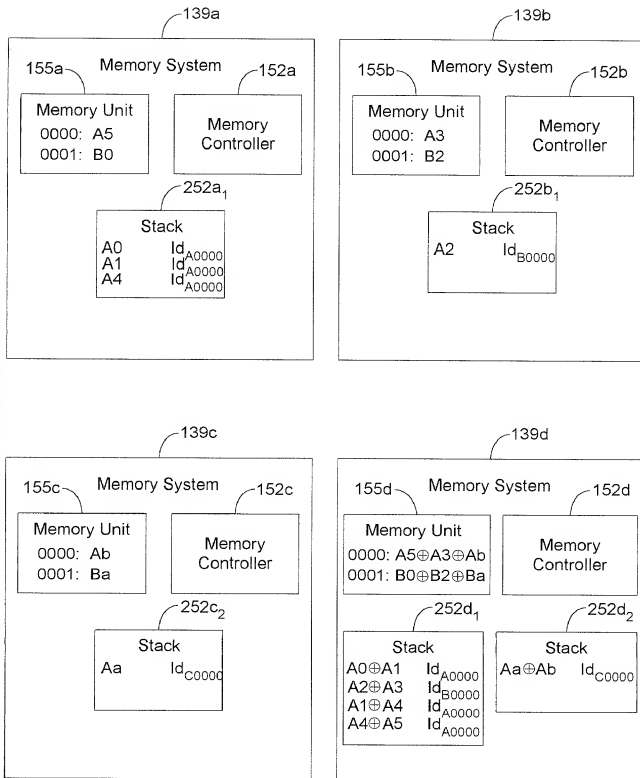 139a
155a
Memory System
152a
Memory Unit
0000: A5
0001: B0
Memory
Controller
252a1
Stack
A0 IdA0000
A1 IdA0000
A4 IdA0000
139b
155b
Memory System
152b
Memory Unit
0000: A3
0001: B2
Memory
Controller
252b1
Stack
A2 IdB0000
139c
155c
Memory System
152c
Memory Unit
0000: Ab
0001: Ba
Memory
Controller
252c2
Stack
Aa IdC0000
139d
155d
Memory System
152d
Memory Unit
0000: A5⊕A3⊕Ab
0001: B0⊕B2⊕Ba
Memory
Controller
252d1
Stack
A0⊕A1 IdA0000
A2⊕A3 IdB0000
A1⊕A4 IdA0000
A4⊕A5 IdA0000
252d2
Stack
Aa⊕Ab IdC0000